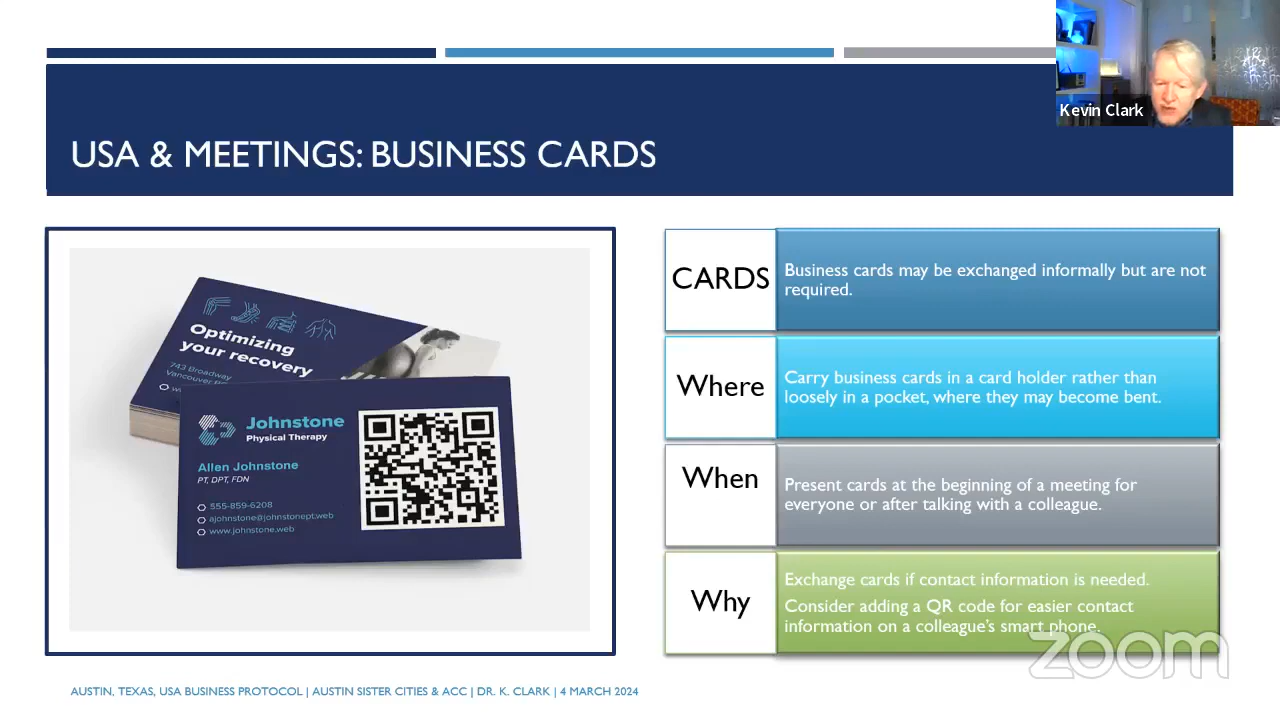 Kevin Clark
USA & MEETINGS: BUSINESS CARDS
Optimizing
your recovery
743 Broadway
Vancouver
Johnstone
Physical Therapy
Allen Johnstone
PT, DPT, FDN
555-859-6208
ajohnstone@johnstonept.web
www.johnstone.web
CARDS
Business cards may be exchanged informally but are not
required.
Where
Carry business cards in a card holder rather than
loosely in a pocket, where they may become bent.
When
Present cards at the beginning of a meeting for
everyone or after talking with a colleague.
Why
Exchange cards if contact information is needed.
Consider adding a QR code for easier contact
information on a colleague's smart phone.
zoom
AUSTIN, TEXAS, USA BUSINESS PROTOCOL | AUSTIN SISTER CITIES & ACC | DR. K. CLARK | 4 MARCH 2024